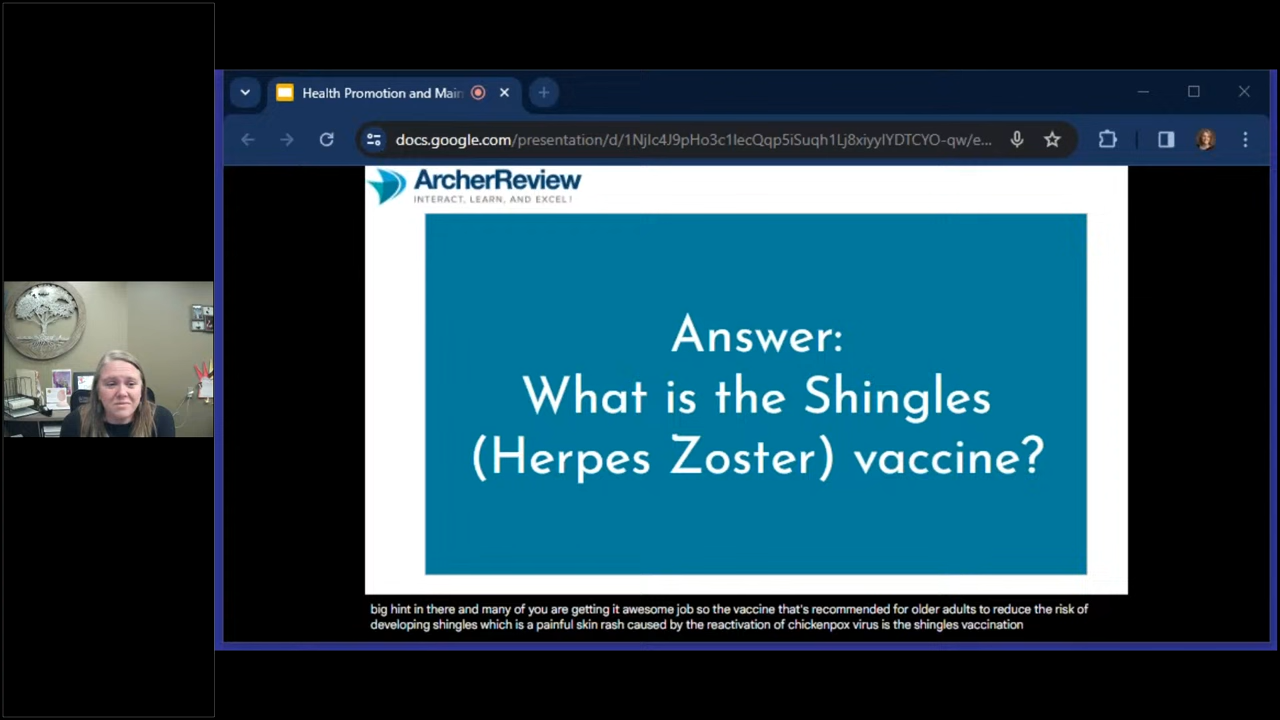 Health Promotion and Main
docs.google.com/presentation/d/1NjIc4J9pHo3c1lecQqp5iSuqh1Lj8xiyyIYDTCYO-qw/e...
ArcherReview
INTERACT, LEARN, AND EXCEL!
Answer:
What is the Shingles
(Herpes Zoster) vaccine?
big hint in there and many of you are getting it awesome job so the vaccine that's recommended for older adults to reduce the risk of
developing shingles which is a painful skin rash caused by the reactivation of chickenpox virus is the shingles vaccination